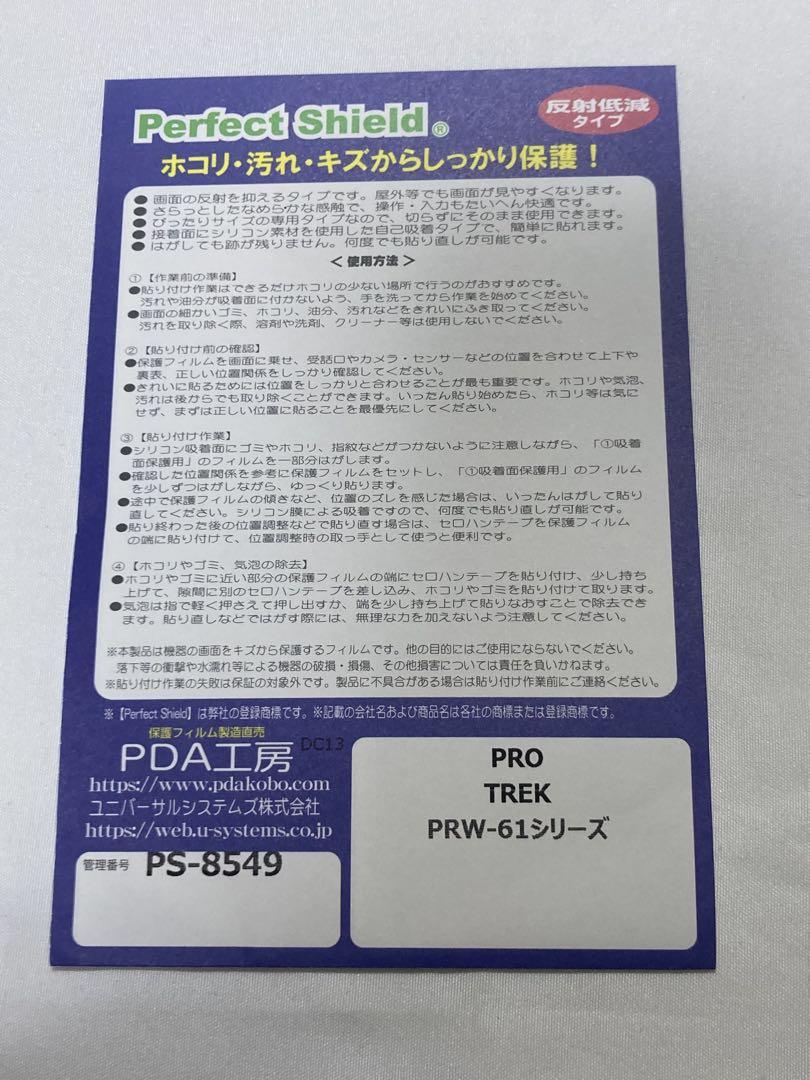 Perfect Shield®
反射低減
タイプ
ホコリ・汚れ・キズからしっかり保護！
●画面の反射を抑えるタイプです。屋外等でも画面が見やすくなります。
●さらっとしたなめらかな感触で、操作・入力もたいへん快適です。
●ぴったりサイズの専用タイプなので、切らずにそのまま使用できます。
●接着面にシリコン素材を使用した自己吸着タイプで、簡単に貼れます。
●はがしても跡が残りません。何度でも貼り直しが可能です。
＜使用方法＞
①【作業前の準備】
●貼り付け作業はできるだけホコリの少ない場所で行うのがおすすめです。
汚れや油分が吸着面に付かないよう、手を洗ってから作業を始めてください。
●画面の細かいゴミ、ホコリ、油分、汚れなどをきれいにふき取ってください。
汚れを取り除く際、溶剤や洗剤、クリーナー等は使用しないでください。
②【貼り付け前の確認】
●保護フィルムを画面に乗せ、受話口やカメラ・センサーなどの位置を合わせて上下や
裏表、正しい位置関係をしっかり確認してください。
●きれいに貼るためには位置をしっかりと合わせることが最も重要です。ホコリや気泡、
汚れは後からでも取り除くことができます。いったん貼り始めたら、ホコリ等は気に
せず、まずは正しい位置に貼ることを最優先にしてください。
③【貼り付け作業】
●シリコン吸着面にゴミやホコリ、指紋などがつかないように注意しながら、「①吸着
面保護用」のフィルムを一部分はがします。
●確認した位置関係を参考に保護フィルムをセットし、「①吸着面保護用」のフィルム
を少しずつはがしながら、ゆっくり貼ります。
●途中で保護フィルムの傾きなど、位置のズレを感じた場合は、いったんはがして貼り
直してください。シリコン膜による吸着ですので、何度でも貼り直しが可能です。
●貼り終わった後の位置調整などで貼り直す場合は、セロハンテープを保護フィルム
の端に貼り付けて、位置調整時の取っ手として使うと便利です。
④【ホコリやゴミ、気泡の除去】
●ホコリやゴミに近い部分の保護フィルムの端にセロハンテープを貼り付け、少し持ち
上げて、隙間に別のセロハンテープを差し込み、ホコリやゴミを貼り付けて取ります。
●気泡は指で軽く押さえて押し出すか、端を少し持ち上げて貼りなおすことで除去でき
ます。貼り直しなどではがす際には、無理な力を加えないよう注意してください。
※本製品は機器の画面をキズから保護するフィルムです。他の目的にはご使用にならないでください。
落下等の衝撃や水濡れ等による機器の破損・損傷、その他損害については責任を負いかねます。
※貼り付け作業の失敗は保証の対象外です。製品に不具合がある場合は貼り付け作業前にご連絡ください。
※【Perfect Shield】は弊社の登録商標です。※記載の会社名および商品名は各社の商標または登録商標です。
保護フィルム製造直売
PDA工房
DC13
https://www.pdakobo.com
ユニバーサルシステムズ株式会社
https://web.u-systems.co.jp
管理番号 PS-8549
PRO
TREK
PRW-61シリーズ